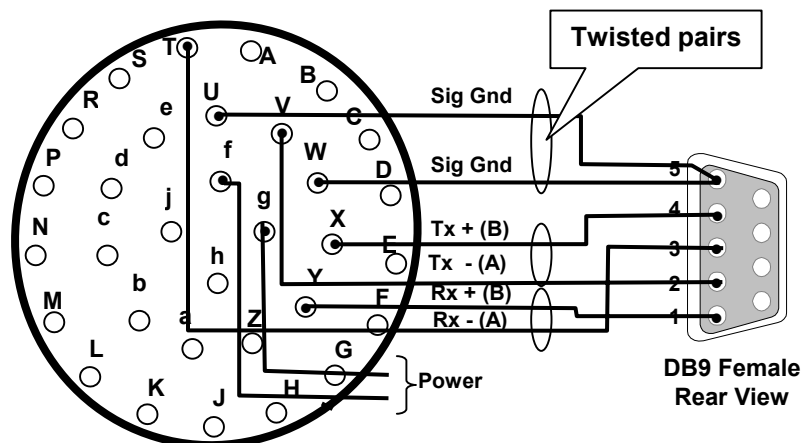 Twisted pairs
T
A
S
B
R
e
U
V
C
Sig Gnd
P
d
f
W
D
Sig Gnd
5
N
c
j
g
X
E
Tx + (B)
4
Tx - (A)
3
h
Y
Rx + (B)
2
M
b
a
Z
F
Rx - (A)
1
L
G
Power
DB9 Female
Rear View
K
J
H